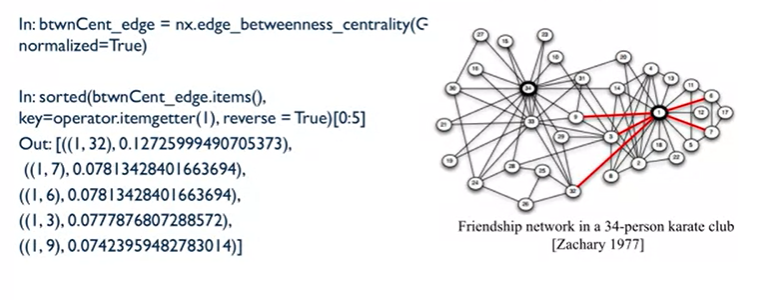 In: btwnCent_edge = nx.edge_betweenness_centrality(G
normalized=True)
In: sorted(btwnCent_edge.items(),
key=operator.itemgetter(1), reverse = True)[0:5]
Out: [((1, 32), 0.12725999490705373),
((1, 7), 0.07813428401663694),
((1, 6), 0.07813428401663694),
((1, 3), 0.0777876807288572),
((1, 9), 0.07423959482783014)]
Friendship network in a 34-person karate club
[Zachary 1977]